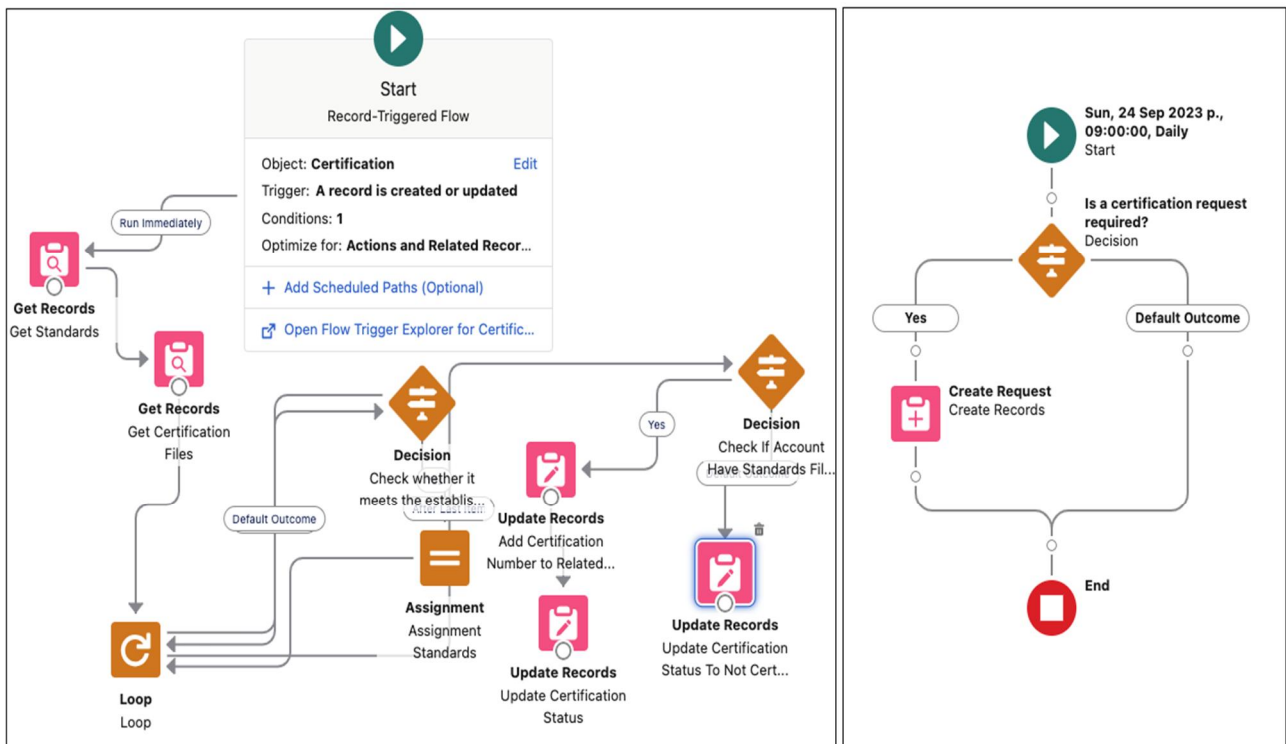 Start
Record-Triggered Flow
Object: Certification
Edit
Trigger: A record is created or updated
Conditions: 1
Optimize for: Actions and Related Recor...
+ Add Scheduled Paths (Optional)
Open Flow Trigger Explorer for Certific...
Run Immediately
Get Records
Get Standards
Get Records
Get Certification
Files
Default Outcome
Decision
Check whether it
meets the establis...
After Last Item
Assignment
Assignment
Standards
Loop
Loop
Yes
Decision
Check If Account
Have Standards Fil...
Default Outcome
Update Records
Add Certification
Number to Related...
Update Records
Update Certification
Status
Update Records
Update Certification
Status To Not Cert...
Sun, 24 Sep 2023 p.,
09:00:00, Daily
Start
Is a certification request
required?
Decision
Yes
Default Outcome
Create Request
Create Records
End